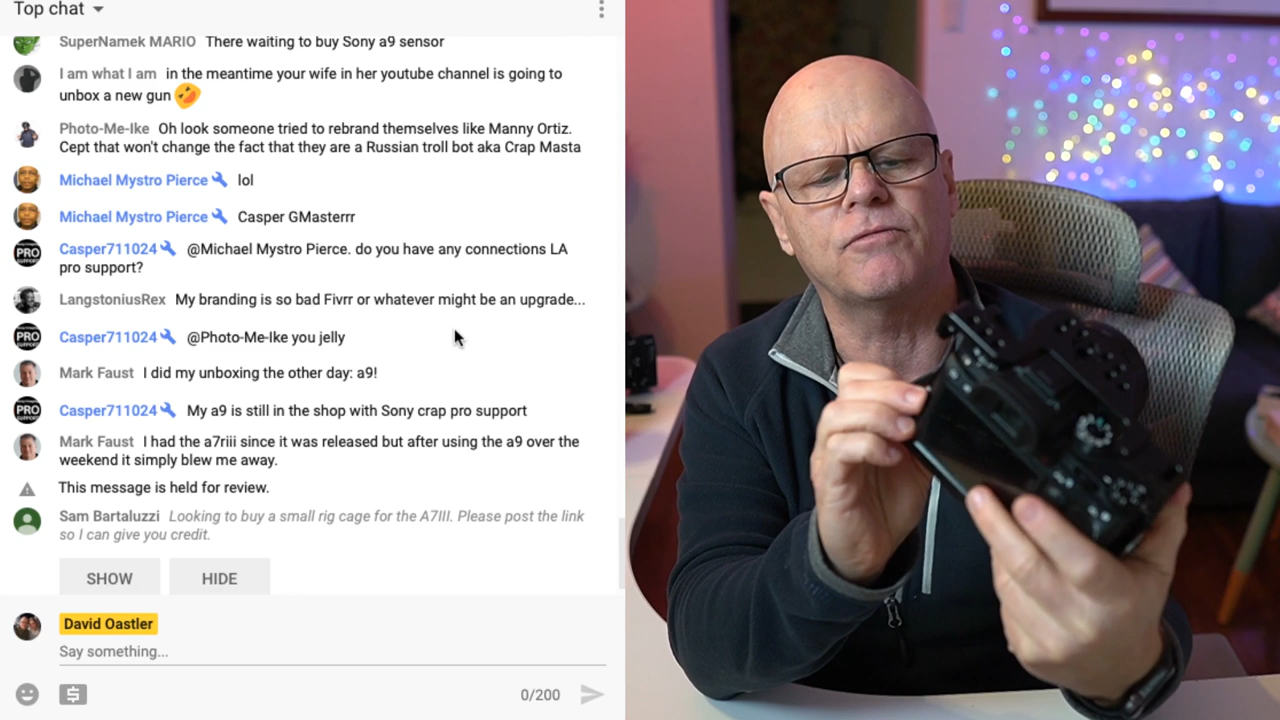 Top chat
SuperNamek MARIO There waiting to buy Sony a9 sensor
I am what I am in the meantime your wife in her youtube channel is going to
unbox a new gun
Photo-Me-Ike Oh look someone tried to rebrand themselves like Manny Ortiz.
Cept that won't change the fact that they are a Russian troll bot aka Crap Masta
Michael Mystro Pierce lol
Michael Mystro Pierce Casper GMasterrr
PRO
Casper711024 @Michael Mystro Pierce. do you have any connections LA
pro support?
LangstoniusRex My branding is so bad Fivrr or whatever might be an upgrade...
PRO
Casper711024 @Photo-Me-Ike you jelly
Mark Faust I did my unboxing the other day: a9!
PRO
Casper711024 My a9 is still in the shop with Sony crap pro support
Mark Faust I had the a7riii since it was released but after using the a9 over the
weekend it simply blew me away.
This message is held for review.
Sam Bartaluzzi Looking to buy a small rig cage for the A7III. Please post the link
so I can give you credit.
SHOW HIDE
David Oastler
Say something...
$ 0/200